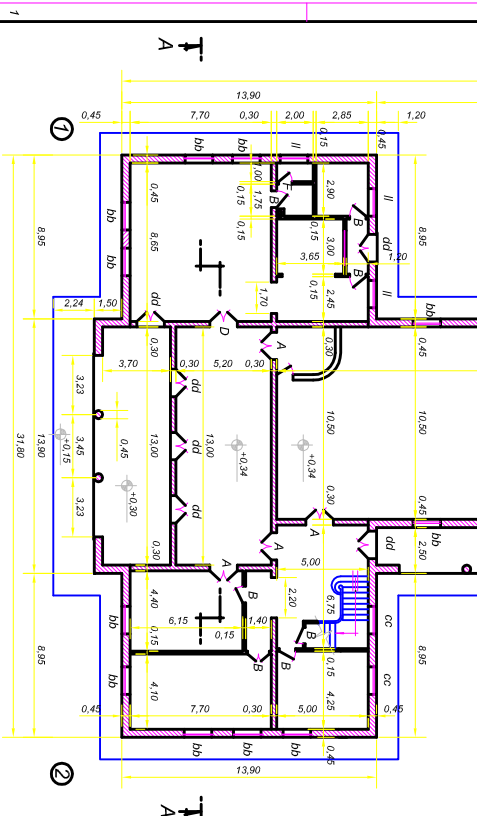 1
A
13,90
0,45
7,70
0,30
2,00
2,85
1,20
1
0,15
0,45
bb
bb
ll
1,00
2,90
F
0,45
1,75
B
ll
bb
0,15
B
8,95
0,15
0,15
3,00
dd
8,95
8,65
3,65
1,20
bb
B
2,45
0,15
ll
2,24
1,50
dd
1,70
bb
D
0,30
A
0,30
0,45
3,70
0,30
5,20
0,30
3,23
dd
10,50
10,50
dd
3,45
0,45
13,00
13,00
+0,34
+0,34
+0,15
31,80
13,90
+0,30
3,23
dd
0,30
0,45
0,30
A
A
dd
bb
2,50
A
5,00
4,40
B
2,20
6,75
bb
6,15
1,40
cc
0,15
0,15
B
B
B
0,15
8,95
8,95
bb
4,10
4,25
cc
0,45
7,70
0,30
5,00
0,45
bb
bb
bb
0,45
2
13,90
A